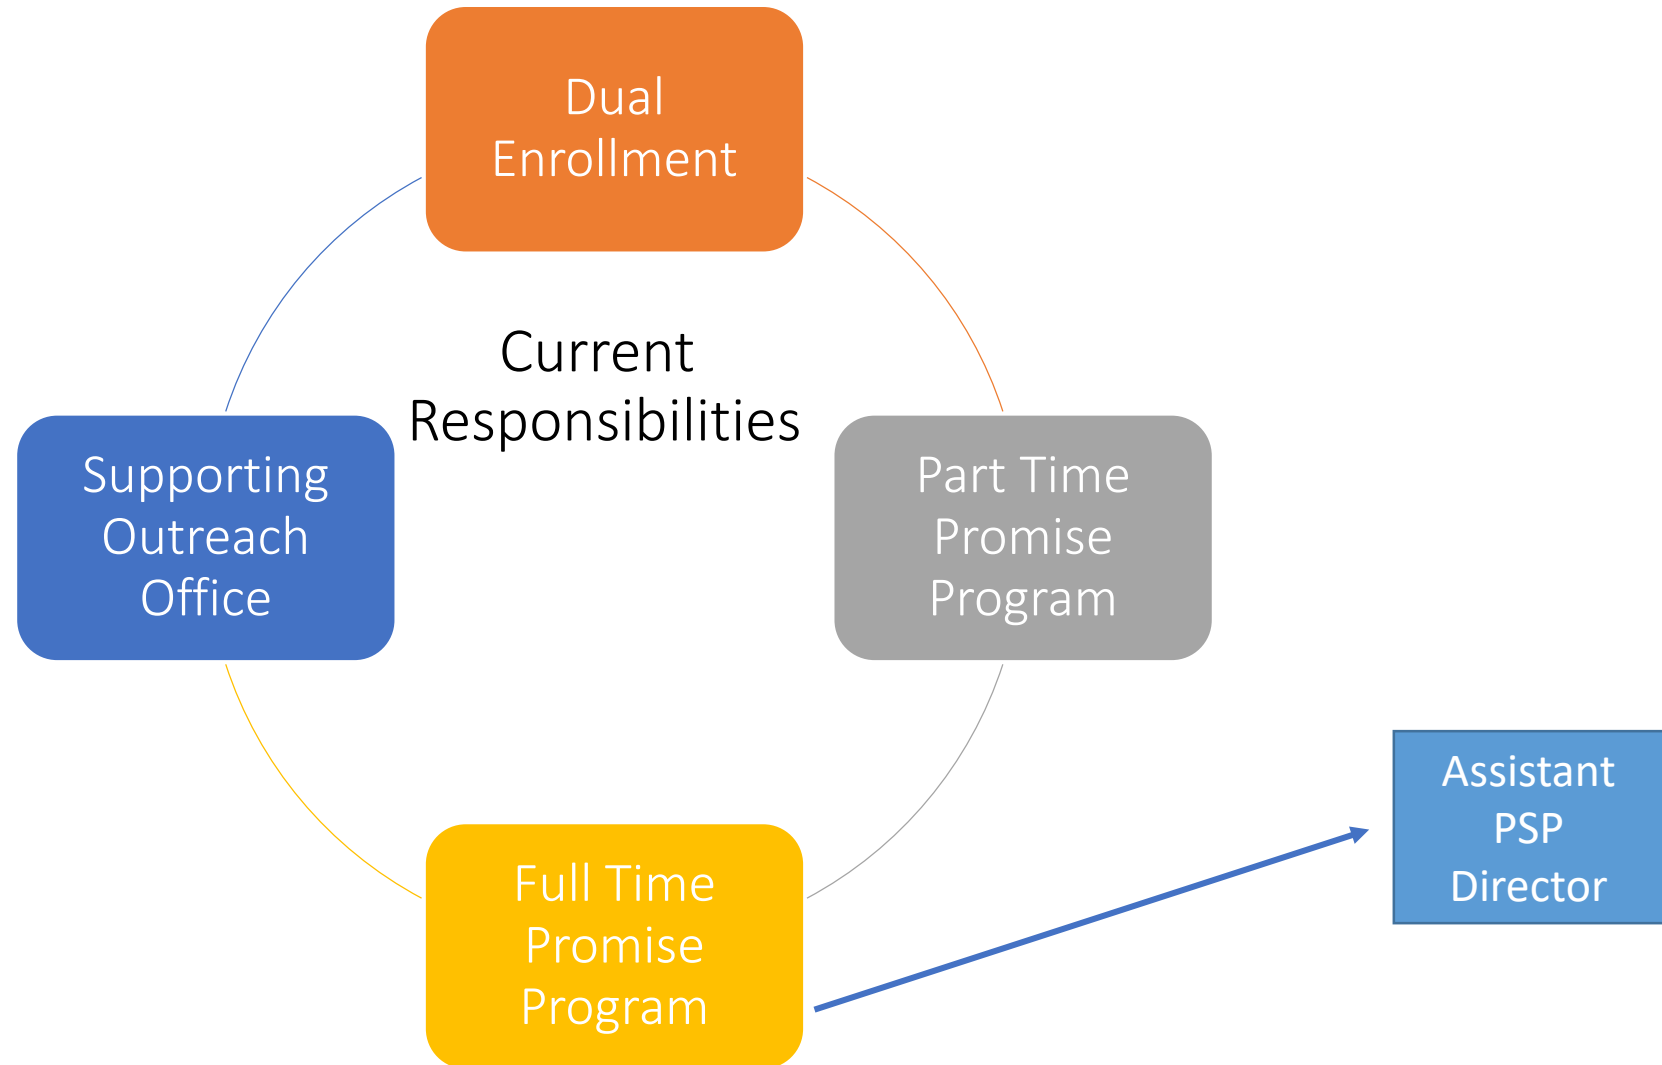 Dual
Enrollment
Current
Responsibilities
Supporting
Outreach
Office
Part Time
Promise
Program
Full Time
Promise
Program
Assistant
PSP
Director